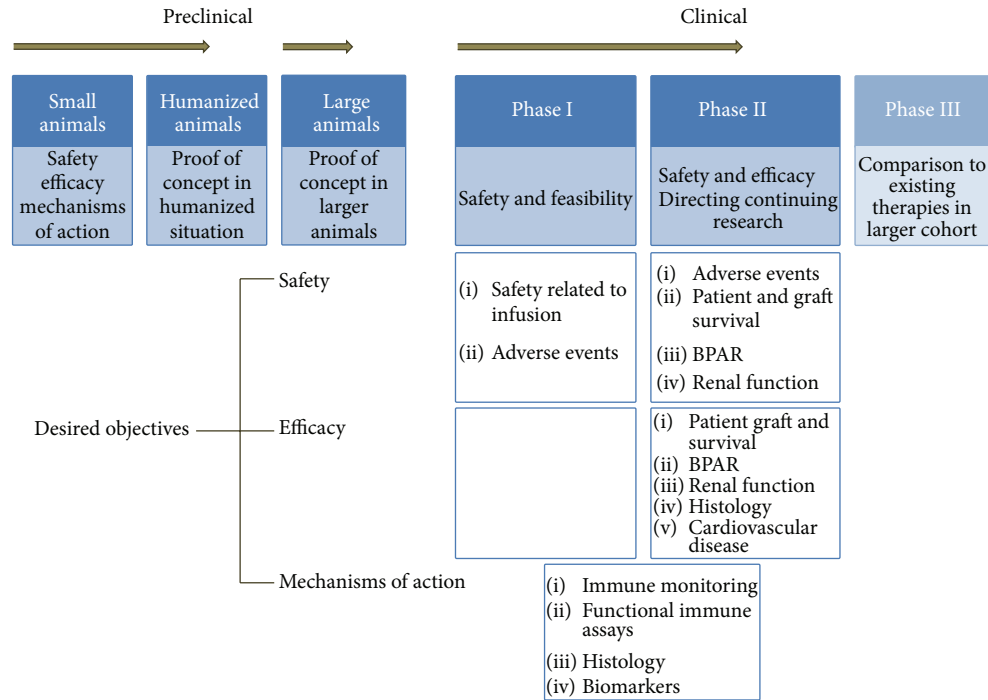 Preclinical
Clinical
Small
animals
Safety
efficacy
mechanisms
of action
Humanized
animals
Proof of
concept in
humanized
situation
Large
animals
Proof of
concept in
larger
animals
Phase I
Safety and feasibility
Phase II
Safety and efficacy
Directing continuing
research
Phase III
Comparison to
existing
therapies in
larger cohort
Desired objectives
Safety
(i) Safety related to
infusion
(ii) Adverse events
(i) Adverse events
(ii) Patient and graft
survival
(iii) BPAR
(iv) Renal function
Efficacy
(i) Patient graft and
survival
(ii) BPAR
(iii) Renal function
(iv) Histology
(v) Cardiovascular
disease
Mechanisms of action
(i) Immune monitoring
(ii) Functional immune
assays
(iii) Histology
(iv) Biomarkers